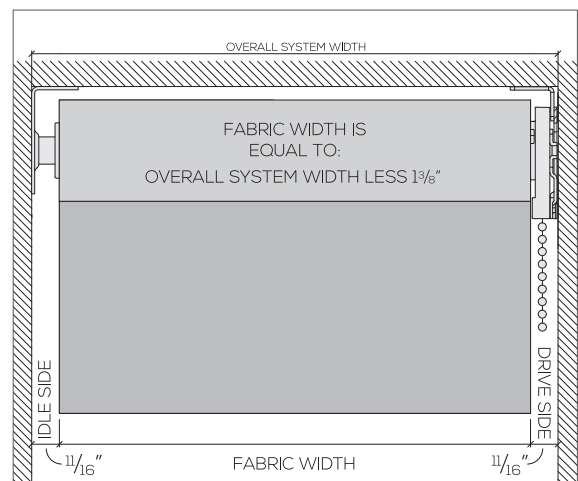 OVERALL SYSTEM WIDTH
FABRIC WIDTH IS
EQUAL TO:
OVERALL SYSTEM WIDTH LESS 1³/₈"
IDLE SIDE
DRIVE SIDE
11/16"
FABRIC WIDTH
11/16"